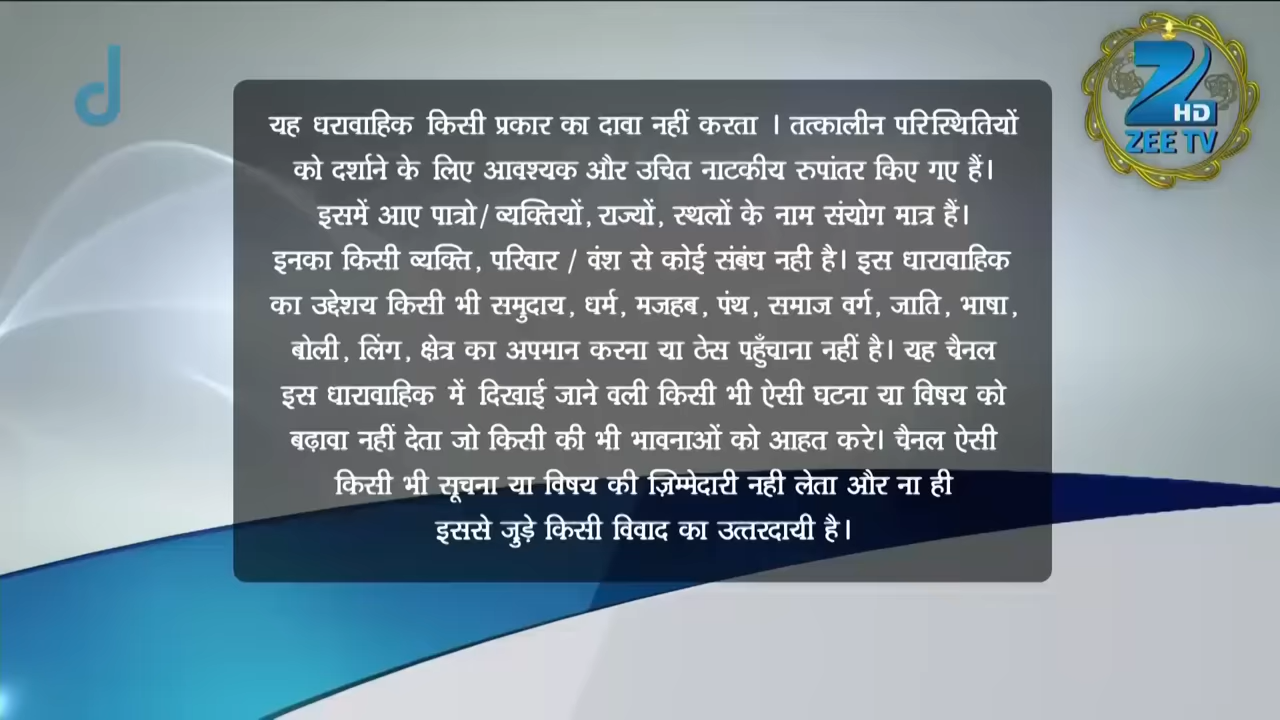 यह धरावाहिक किसी प्रकार का दावा नहीं करता । तत्कालीन परिस्थितियों
को दर्शाने के लिए आवश्यक और उचित नाटकीय रुपांतर किए गए हैं।
इसमें आए पात्रो/व्यक्तियों, राज्यों, स्थलों के नाम संयोग मात्र हैं।
इनका किसी व्यक्ति, परिवार / वंश से कोई संबंघ नही है। इस धारावाहिक
का उद्देशय किसी भी समुदाय, धर्म, मजहब, पंथ, समाज वर्ग, जाति, भाषा,
बोली, लिंग, क्षेत्र का अपमान करना या ठेस पहुँचाना नहीं है। यह चैनल
इस धारावाहिक में दिखाई जाने वली किसी भी ऐसी घटना या विषय को
बढ़ावा नहीं देता जो किसी की भी भावनाओं को आहत करे। चैनल ऐसी
किसी भी सूचना या विषय की ज़िम्मेदारी नही लेता और ना ही
इससे जुड़े किसी विवाद का उत्तरदायी है।
d
Z HD
ZEE TV